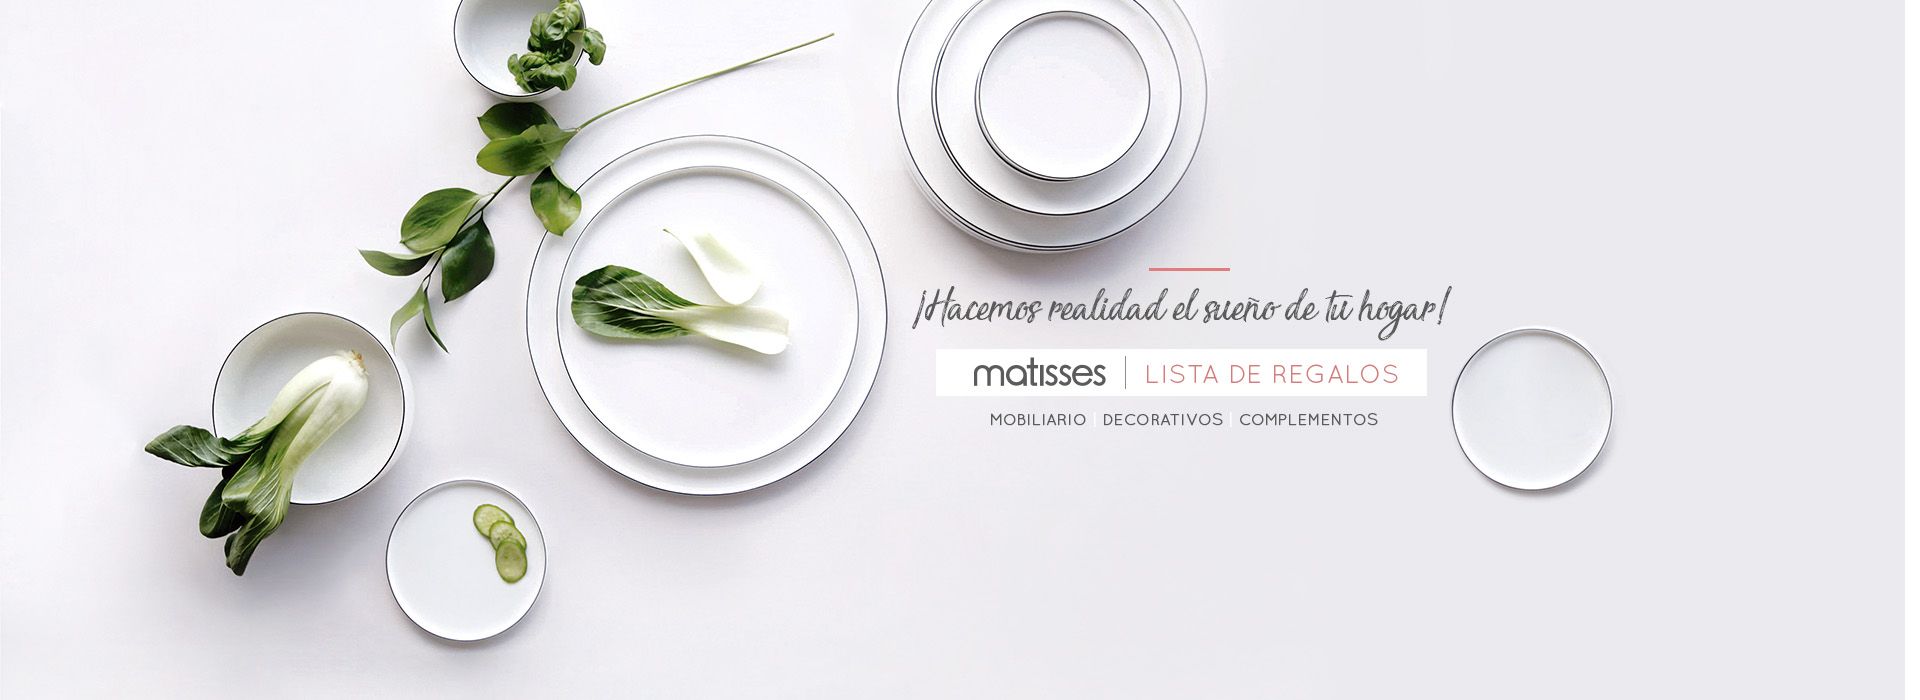 ¡Hacemos realidad el sueño de tu hogar!
matisses | LISTA DE REGALOS
MOBILIARIO | DECORATIVOS | COMPLEMENTOS